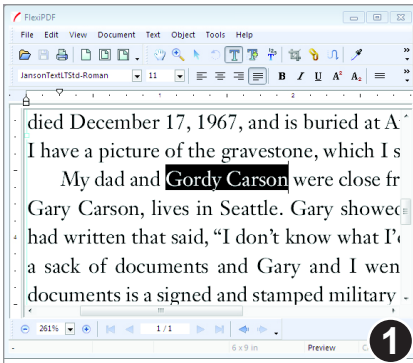 FlexiPDF
File Edit View Document Text Object Tools Help
JansonTextLTStd-Roman 11 B I U A² A₂
died December 17, 1967, and is buried at A
I have a picture of the gravestone, which I s
My dad and Gordy Carson were close fr
Gary Carson, lives in Seattle. Gary showed
had written that said, “I don’t know what I’
a sack of documents and Gary and I wen
documents is a signed and stamped military
261% 1 / 1
6 x 9 in Preview
1